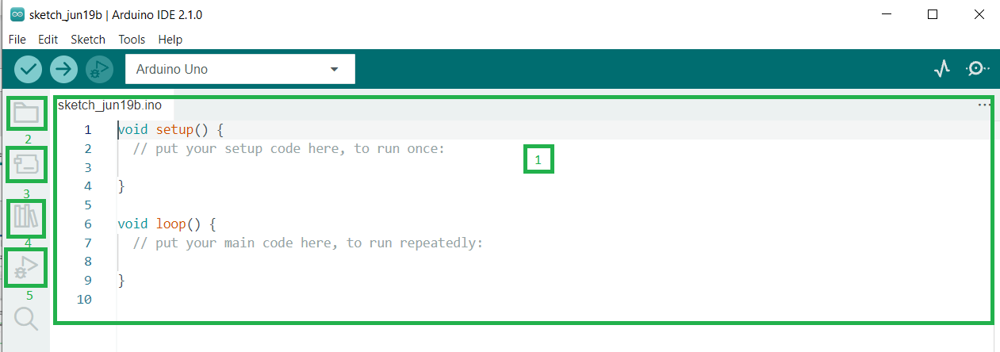 sketch_jun19b | Arduino IDE 2.1.0
File Edit Sketch Tools Help
Arduino Uno
sketch_jun19b.ino
1 void setup() {
2 // put your setup code here, to run once:
1
3
4 }
5
6 void loop() {
7 // put your main code here, to run repeatedly:
8
9 }
10
2
3
4
5